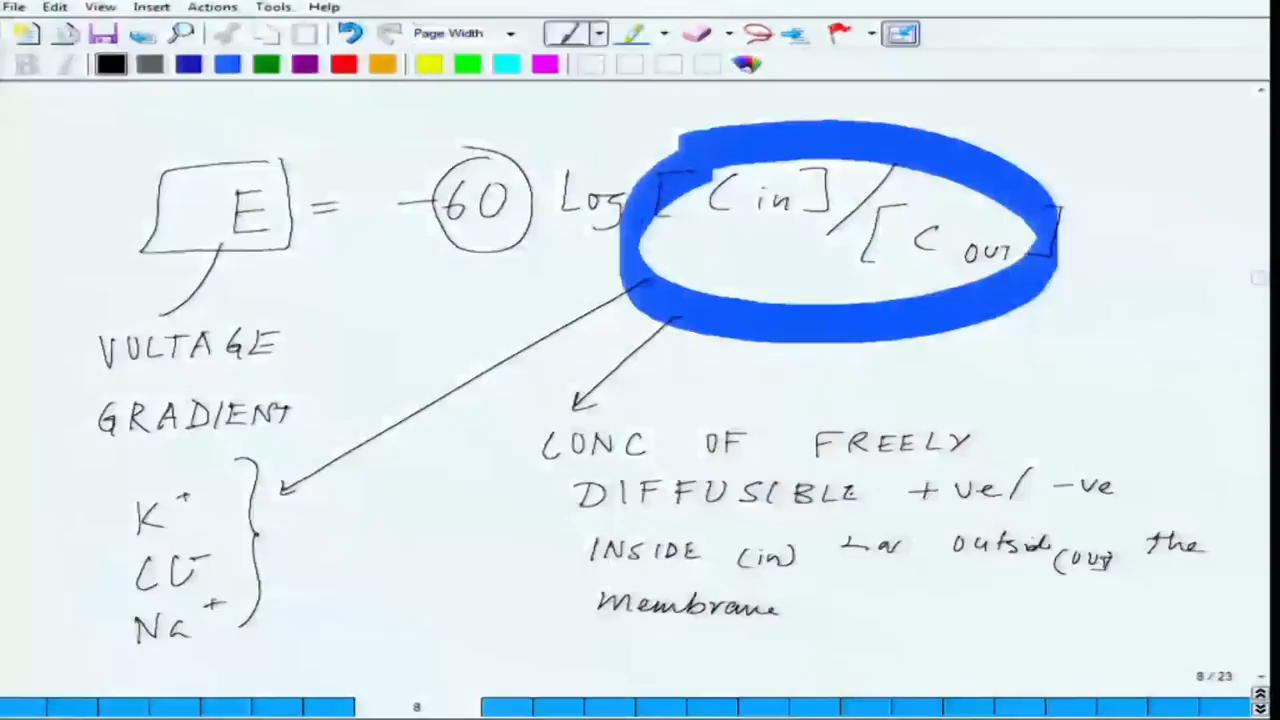 File Edit View Insert Actions Tools Help
Page Width
E = -60 Log [ (in] / [ C OUT ]
VOLTAGE
GRADIENT
K+
Cl-
Na+
CONC OF FREELY
DIFFUSIBLE +ve/ -ve
INSIDE (in) outside (out) the
membrane
8/23
8